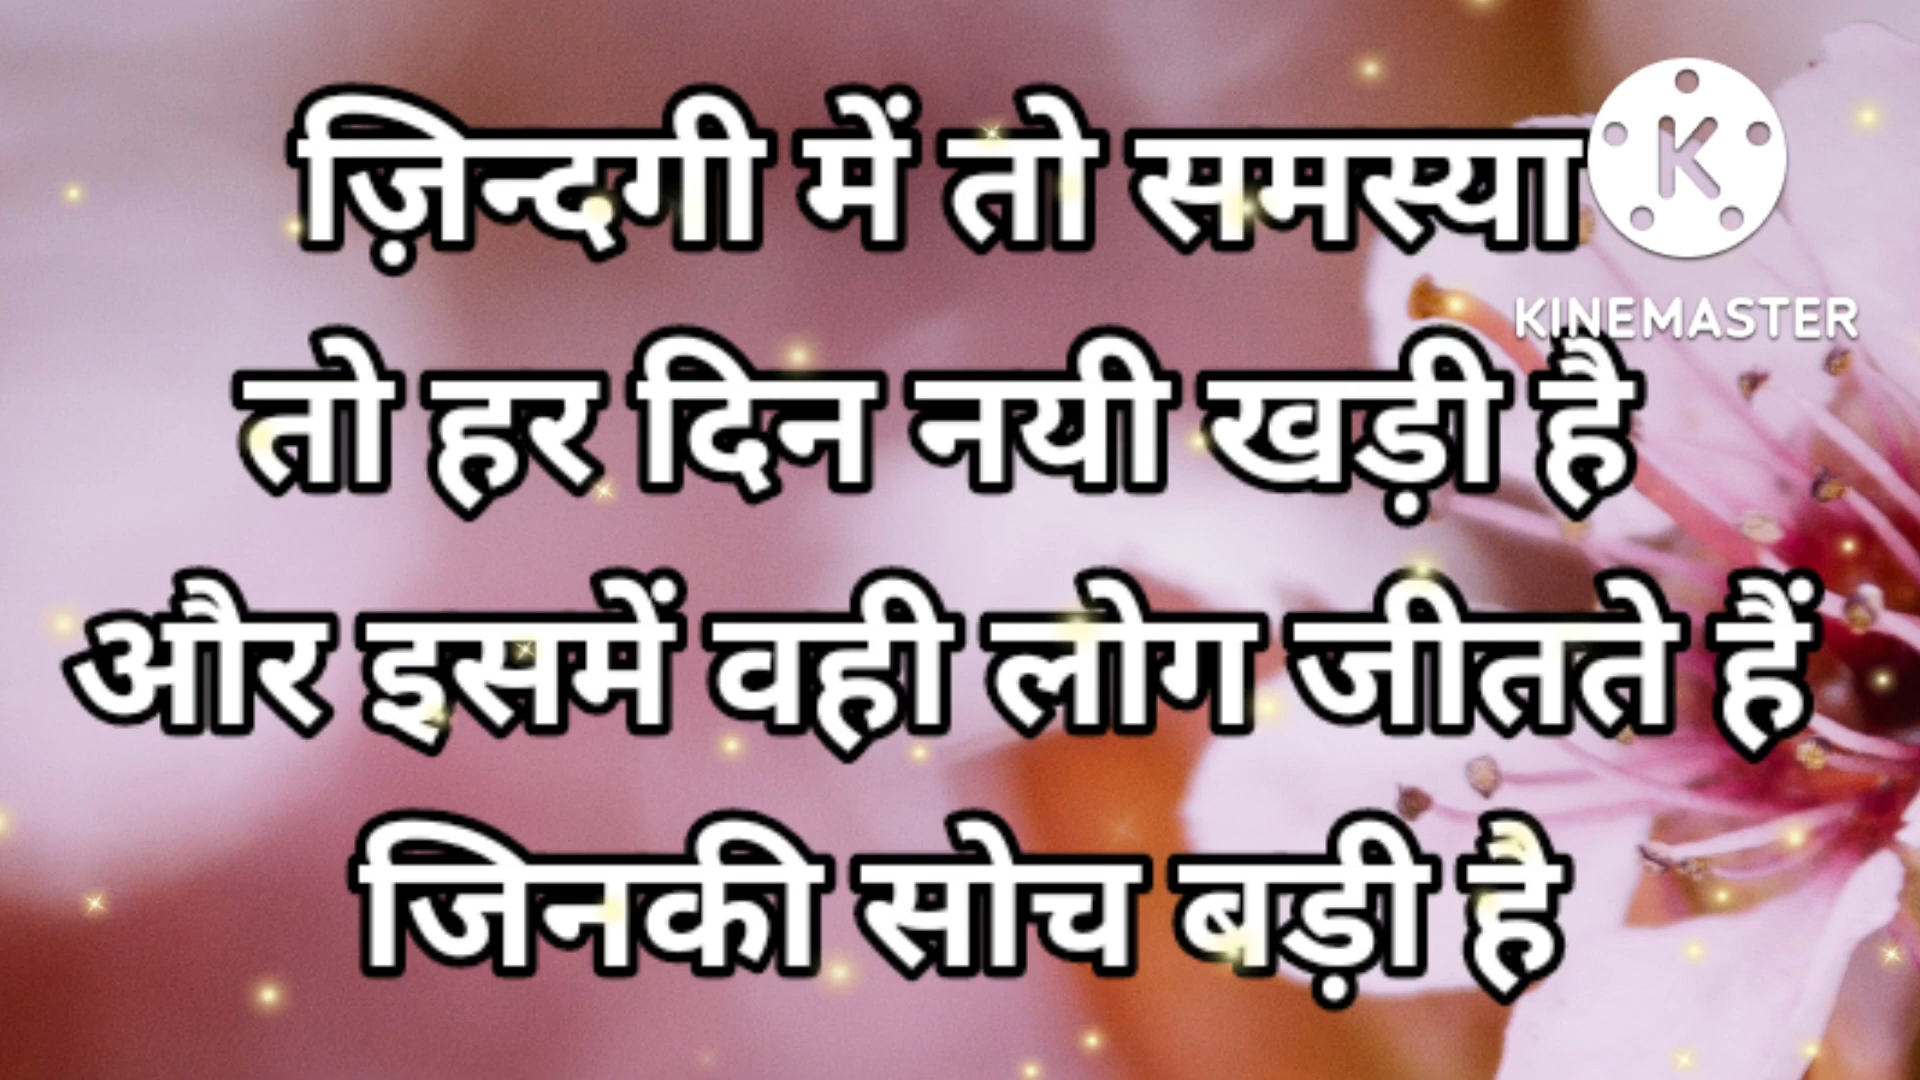 ज़िन्दगी में तो समस्या
KINEMASTER
तो हर दिन नयी खड़ी है
और इसमें वही लोग जीतते हैं
जिनकी सोच बड़ी है